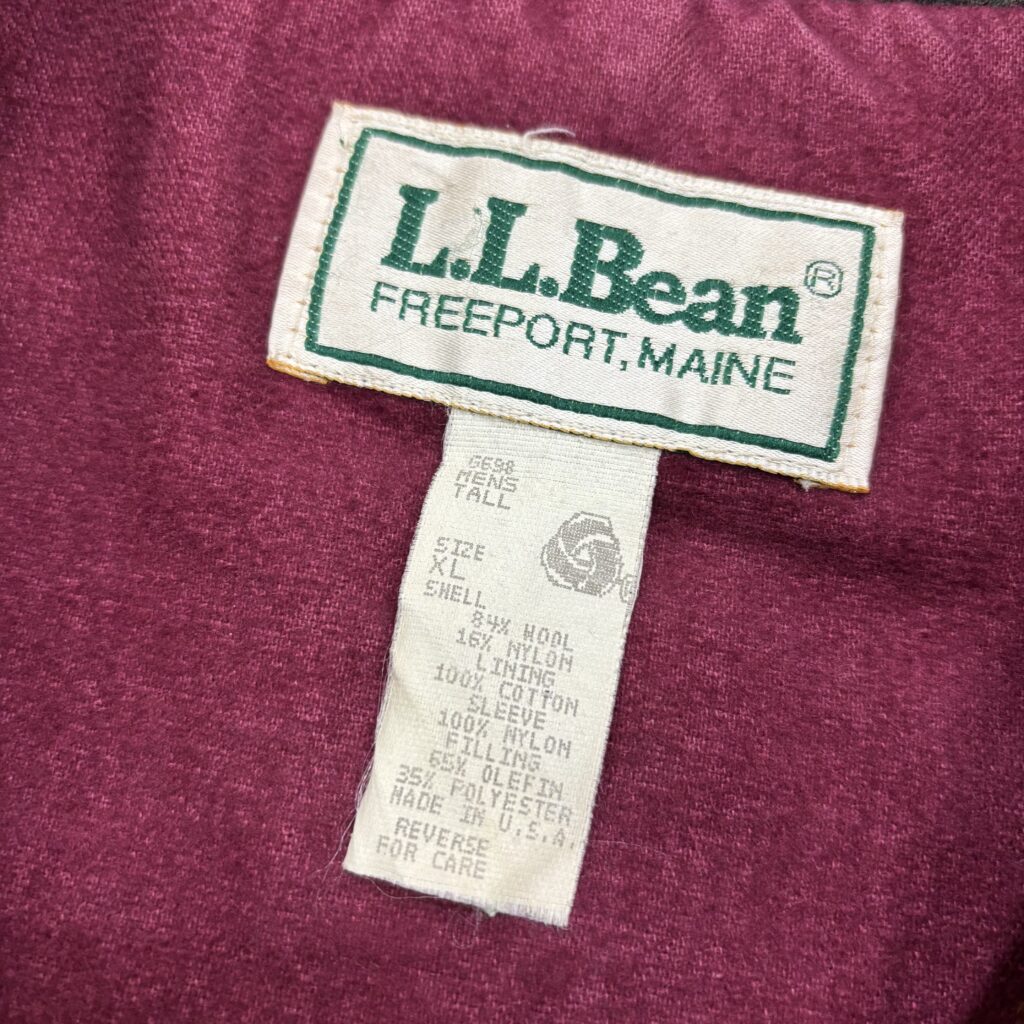 L.L.Bean®
FREEPORT, MAINE
G698
MENS
TALL
SIZE
XL
SHELL
84% WOOL
16% NYLON
LINING
100% COTTON
SLEEVE
100% NYLON
FILLING
65% OLEFIN
35% POLYESTER
MADE IN U.S.A.
REVERSE
FOR CARE